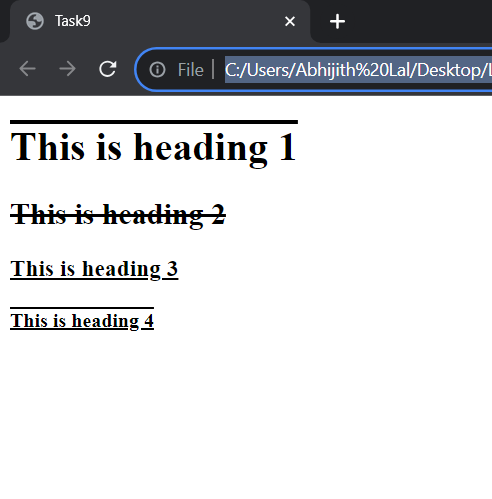 Task9
File
C:/Users/Abhijith%20Lal/Desktop/
This is heading 1
This is heading 2
This is heading 3
This is heading 4